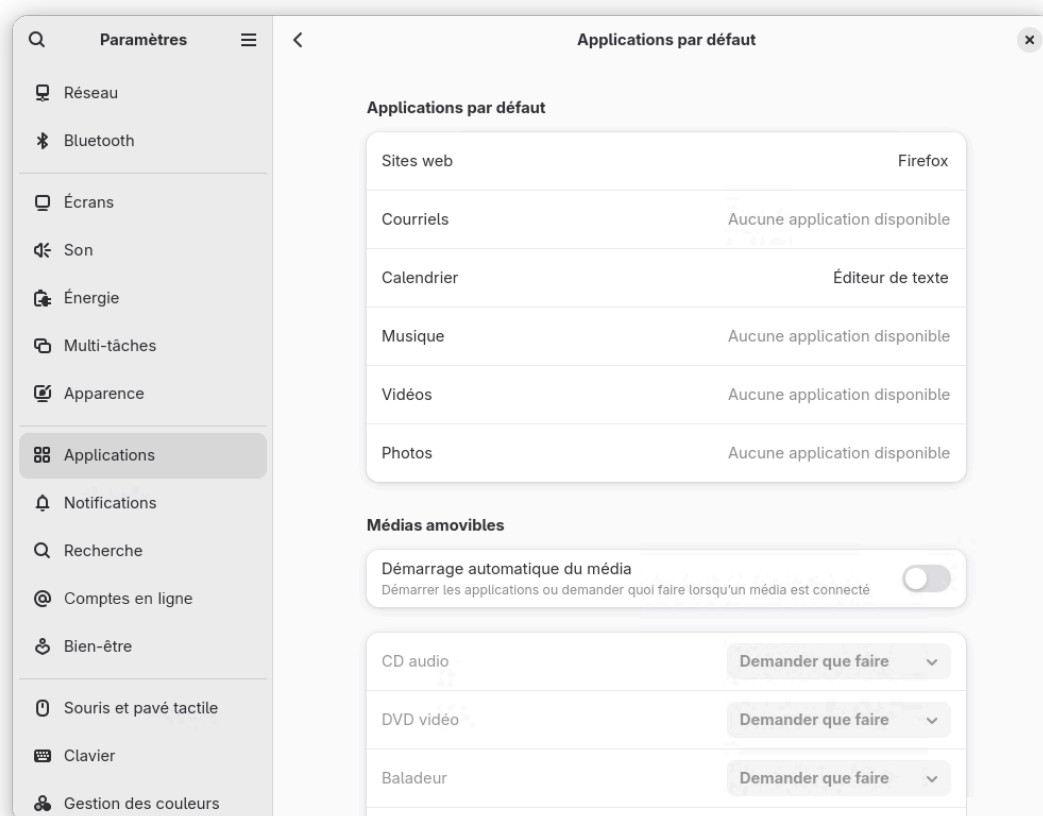 Paramètres
Réseau
Bluetooth
Écrans
Son
Énergie
Multi-tâches
Apparence
Applications
Notifications
Recherche
Comptes en ligne
Bien-être
Souris et pavé tactile
Clavier
Gestion des couleurs
Applications par défaut
Applications par défaut
Sites web Firefox
Courriels Aucune application disponible
Calendrier Éditeur de texte
Musique Aucune application disponible
Vidéos Aucune application disponible
Photos Aucune application disponible
Médias amovibles
Démarrage automatique du média
Démarrer les applications ou demander quoi faire lorsqu'un média est connecté
CD audio Demander que faire
DVD vidéo Demander que faire
Baladeur Demander que faire